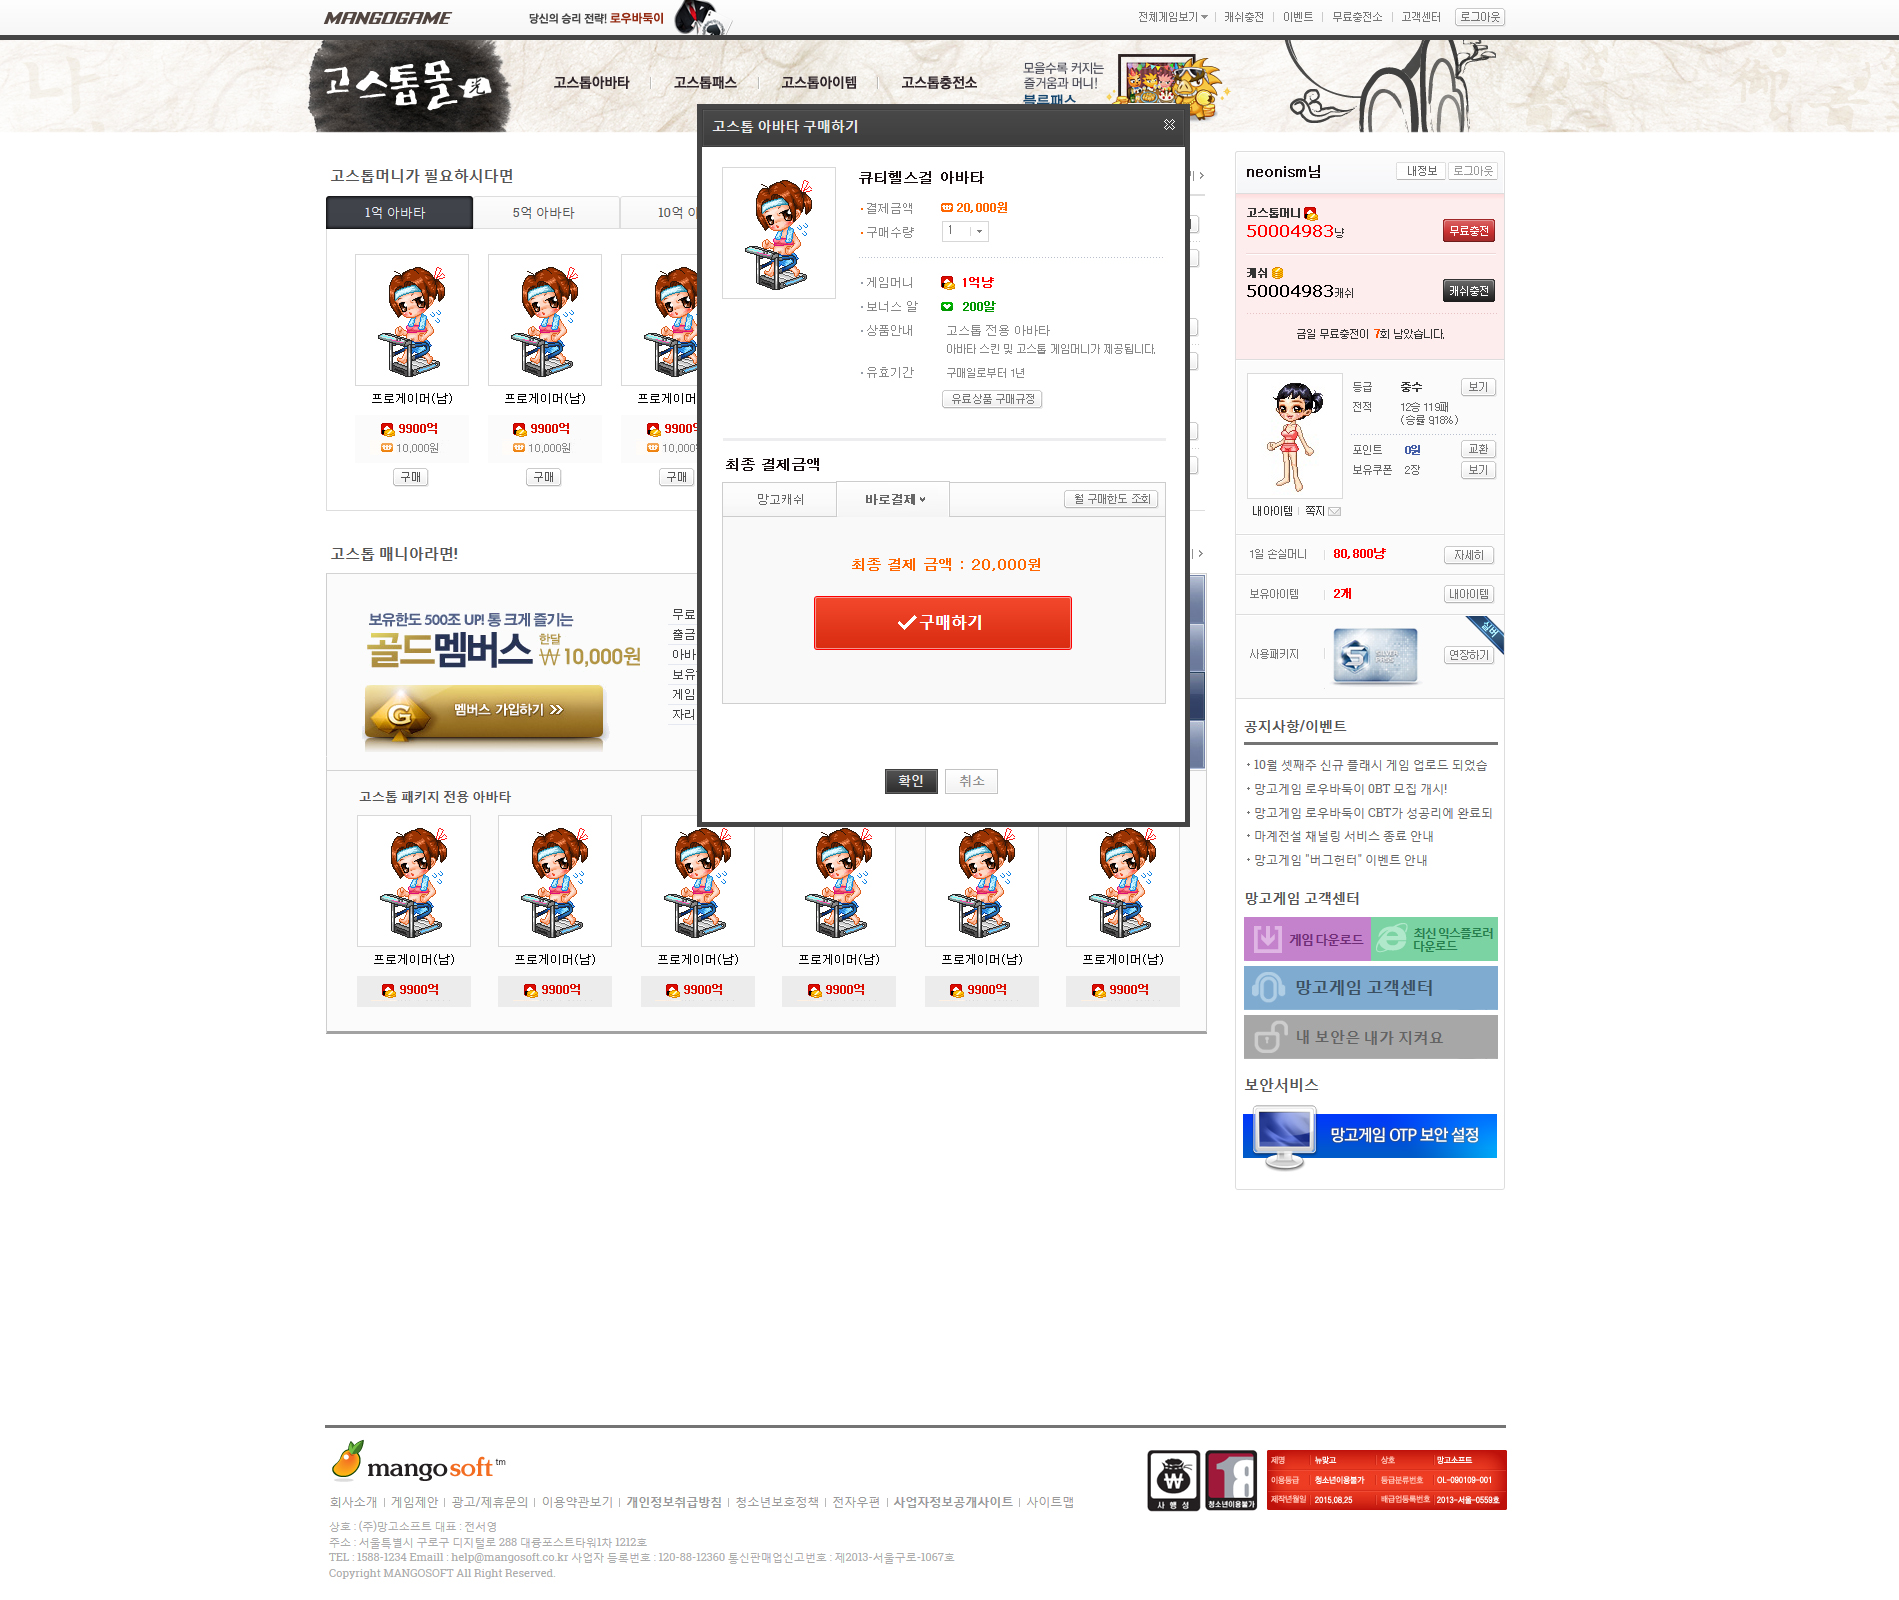 MANGOGAME
당신의 승리 전략! 로우바둑이
전체게임보기 캐쉬충전 이벤트 무료충전소 고객센터 로그아웃
고스톱몰
고스톱아바타 고스톱패스 고스톱아이템 고스톱충전소
모을수록 커지는
즐거움과 머니!
블루패스
고스톱 아바타 구매하기
큐티헬스걸 아바타
결제금액 20,000원
구매수량 1
게임머니 1억냥
보너스 알 200알
상품안내 고스톱 전용 아바타
아바타 스킨 및 고스톱 게임머니가 제공됩니다.
유효기간 구매일로부터 1년
유료상품 구매규정
최종 결제금액
망고캐쉬 바로결제 월 구매한도 조회
최종 결제 금액 : 20,000원
구매하기
확인 취소
고스톱머니가 필요하시다면
1억 아바타 5억 아바타 10억
프로게이머(남) 프로게이머(남) 프로게이머
9900억 9900억 9900
10,000원 10,000원 10,000
구매 구매 구매
고스톱 매니아라면!
보유한도 500조 UP! 통 크게 즐기는
골드멤버스 한달 ₩10,000원
G 멤버스 가입하기
무료
출금
아바
보유
게임
자리
고스톱 패키지 전용 아바타
프로게이머(남) 프로게이머(남) 프로게이머(남) 프로게이머(남) 프로게이머(남) 프로게이머(남)
9900억 9900억 9900억 9900억 9900억 9900억
neonism님 내정보 로그아웃
고스톱머니
50004983냥 무료충전
캐쉬
50004983캐쉬 캐쉬충전
금일 무료충전이 7회 남았습니다.
등급 중수 보기
전적 12승 119패
(승률 9.18%)
포인트 0원 교환
보유쿠폰 2장 보기
내아이템 쪽지
1일 손실머니 80,800냥 자세히
보유아이템 2개 내아이템
실버
사용패키지 연장하기
공지사항/이벤트
10월 셋째주 신규 플래시 게임 업로드 되었습
망고게임 로우바둑이 OBT 모집 개시!
망고게임 로우바둑이 CBT가 성공리에 완료되
마계전설 채널링 서비스 종료 안내
망고게임 "버그헌터" 이벤트 안내
망고게임 고객센터
게임 다운로드 최신 익스플로러
다운로드
망고게임 고객센터
내 보안은 내가 지켜요
보안서비스
망고게임 OTP 보안 설정
mangosoft tm
회사소개 게임제안 광고/제휴문의 이용약관보기 개인정보취급방침 청소년보호정책 전자우편 사업자정보공개사이트 사이트맵
상호 : (주)망고소프트 대표 : 전서영
주소 : 서울특별시 구로구 디지털로 288 대륭포스트타워1차 1212호
TEL : 1588-1234 Emaill : help@mangosoft.co.kr 사업자 등록번호 : 120-88-12360 통신판매업신고번호 : 제2013-서울구로-1067호
Copyright MANGOSOFT All Right Reserved.
사행성 18 청소년이용불가
제명 뉴맞고 상호 망고소프트
이용등급 청소년이용불가 등급분류번호 OL-090109-001
제작년월일 2015.08.25 배급업등록번호 2013-서울-0559호